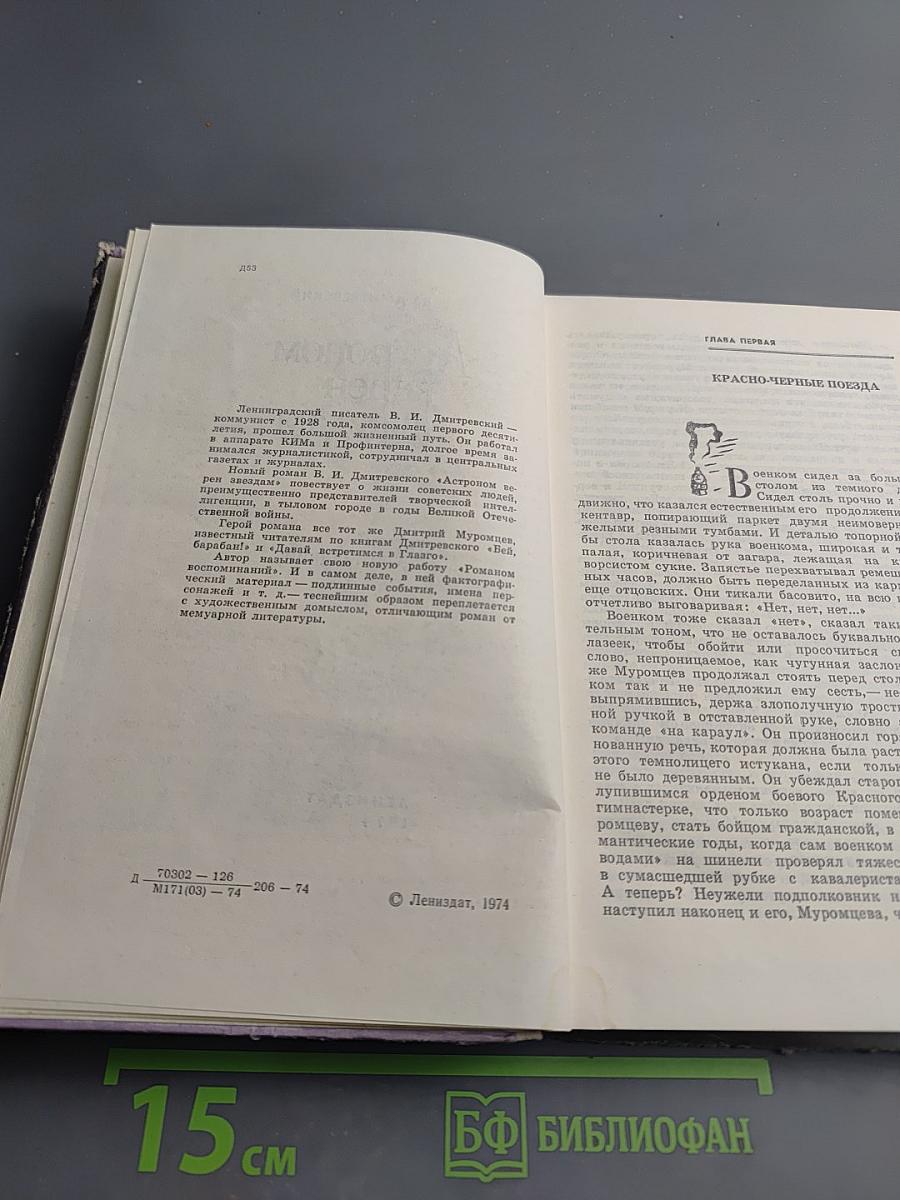 Д53
Ленинградский писатель В. И. Дмитревский —
коммунист с 1928 года, комсомолец первого десяти-
летия, прошел большой жизненный путь. Он работал
в аппарате КИМа и Профинтерна, долгое время за-
нимался журналистикой, сотрудничал в центральных
газетах и журналах.
Новый роман В. И. Дмитревского «Астроном ве-
рен звездам» повествует о жизни советских людей,
преимущественно представителей творческой интел-
лигенции, в тыловом городе в годы Великой Отече-
ственной войны.
Герой романа все тот же Дмитрий Муромцев,
известный читателям по книгам Дмитревского «Бей,
барабан!» и «Давай, встретимся в Глазго».
Автор называет свою новую работу «Романом
воспоминаний». И в самом деле, в ней фактографи-
ческий материал — подлинные события, имена пер-
сонажей и т. д.— теснейшим образом переплетается
с художественным домыслом, отличающим роман от
мемуарной литературы.
Д 70302 — 126
М171(03) — 74 206 — 74
© Лениздат, 1974
ГЛАВА ПЕРВАЯ
КРАСНО-ЧЕРНЫЕ ПОЕЗДА
Военком сидел за боль
столом из темного д
Сидел столь прочно и
движно, что казался естественным его продолжени
кентавр, попирающий паркет двумя неимовер
желыми резными тумбами. И деталью топорной
бы стола казалась рука военкома, широкая и т
палая, коричневая от загара, лежащая на к
ворсистом сукне. Запястье перехватывал ремеш
ных часов, должно быть переделанных из кар
еще отцовских. Они тикали басовито, на всю
отчетливо выговаривая: «Нет, нет, нет...»
Военком тоже сказал «нет», сказал таки
тельным тоном, что не оставалось буквально
лазеек, чтобы обойти или просочиться с
слово, непроницаемое, как чугунная заслон
же Муромцев продолжал стоять перед стол
ком так и не предложил ему сесть,— не
выпрямившись, держа злополучную трост
ной ручкой в отставленной руке, словно
команде «на караул». Он произносил гор
нованную речь, которая должна была раст
этого темнолицего истукана, если толь
не было деревянным. Он убеждал старо
лупившимся орденом боевого Красного
гимнастерке, что только возраст поме
ромцеву, стать бойцом гражданской, в
мантические годы, когда сам военком
водами» на шинели проверял тяжес
в сумасшедшей рубке с кавалериста
А теперь? Неужели подполковник н
наступил наконец и его, Муромцева, ч
15 см
БФ БИБЛИОФАН